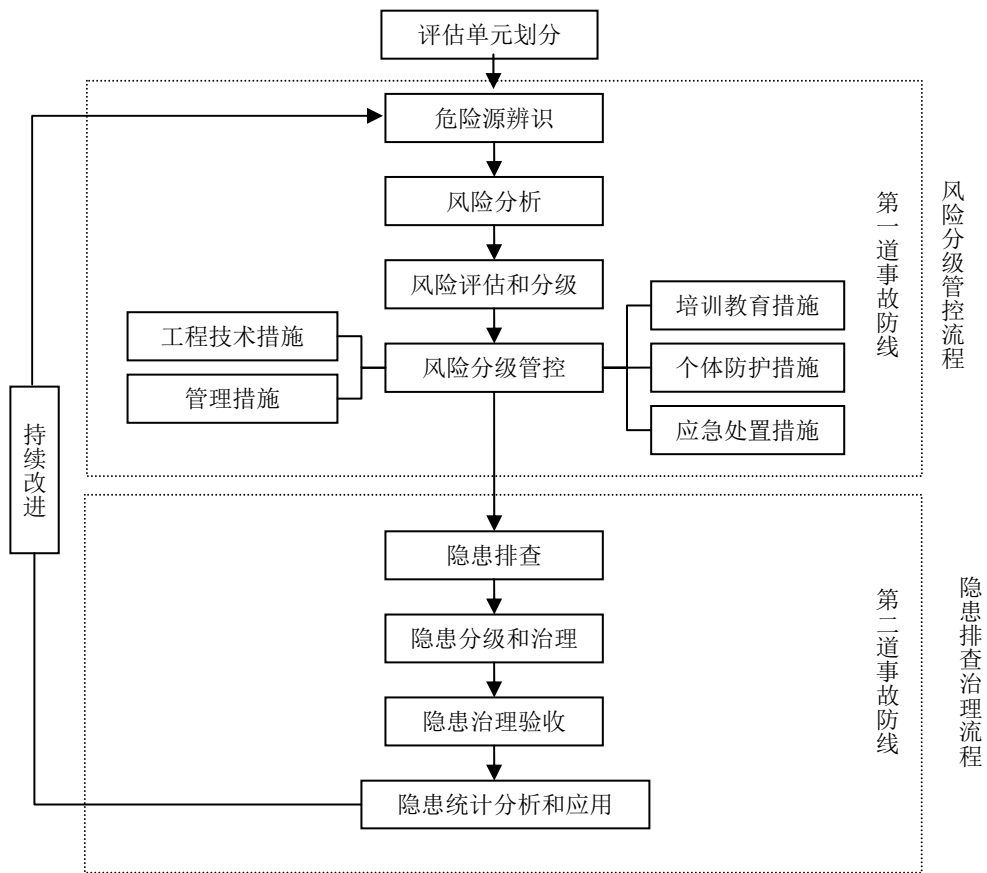 评估单元划分
危险源辨识
风险分析
风险评估和分级
工程技术措施
管理措施
风险分级管控
培训教育措施
个体防护措施
应急处置措施
第一道事故防线
风险分级管控流程
持续改进
隐患排查
隐患分级和治理
隐患治理验收
隐患统计分析和应用
第二道事故防线
隐患排查治理流程